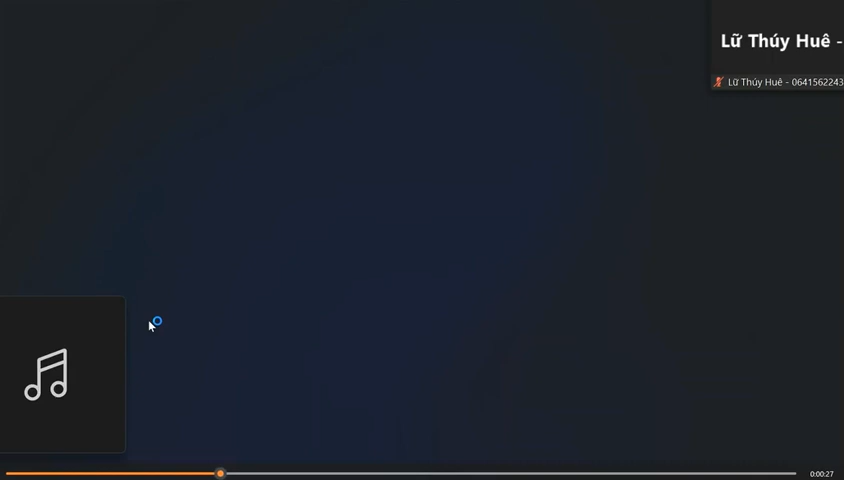 Lữ Thúy Huê -
Lữ Thúy Huê - 0641562243
0:00:27